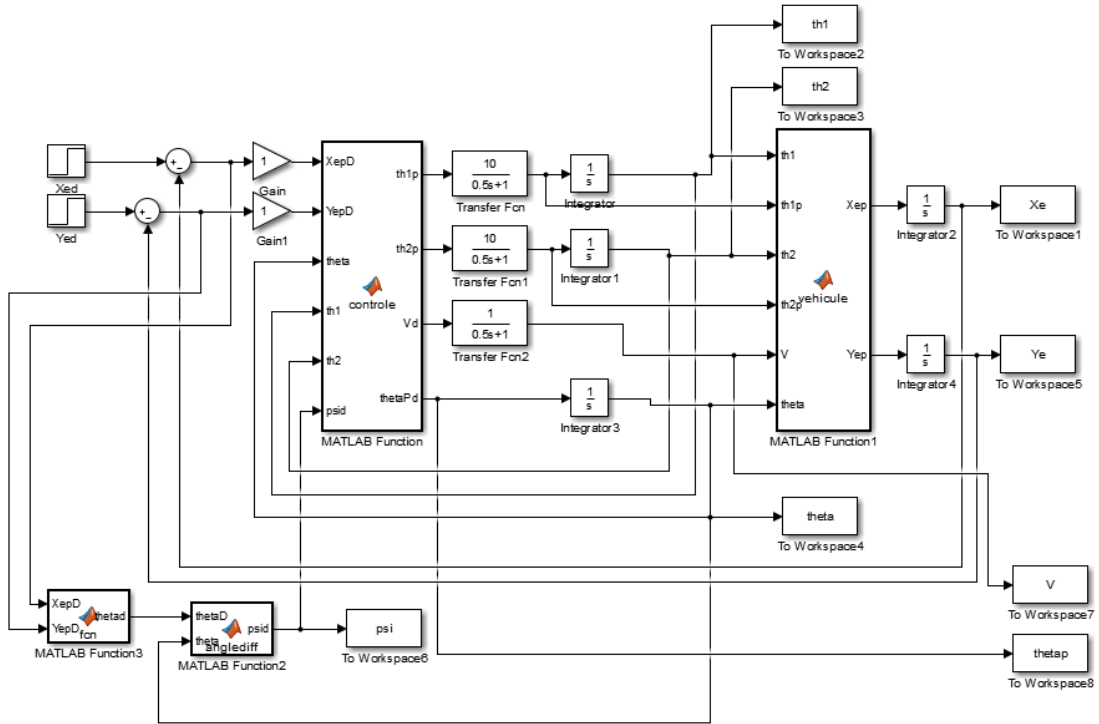 th1
To Workspace2
th2
To Workspace3
Xed
+
-
1
Gain
Yed
+
-
1
Gain1
XepD
YepD
theta
th1
th2
psid
controle
th1p
th2p
Vd
thetaPd
MATLAB Function
10
0.5s+1
Transfer Fcn
1
s
Integrator
10
0.5s+1
Transfer Fcn1
1
s
Integrator1
1
0.5s+1
Transfer Fcn2
1
s
Integrator3
th1
th1p
th2
th2p
V
theta
vehicule
Xep
Yep
MATLAB Function1
1
s
Integrator2
Xe
To Workspace1
1
s
Integrator4
Ye
To Workspace5
theta
To Workspace4
V
To Workspace7
thetap
To Workspace8
XepD
YepD
fcn
thetad
MATLAB Function3
thetaD
theta
anglediff
psid
MATLAB Function2
psi
To Workspace6